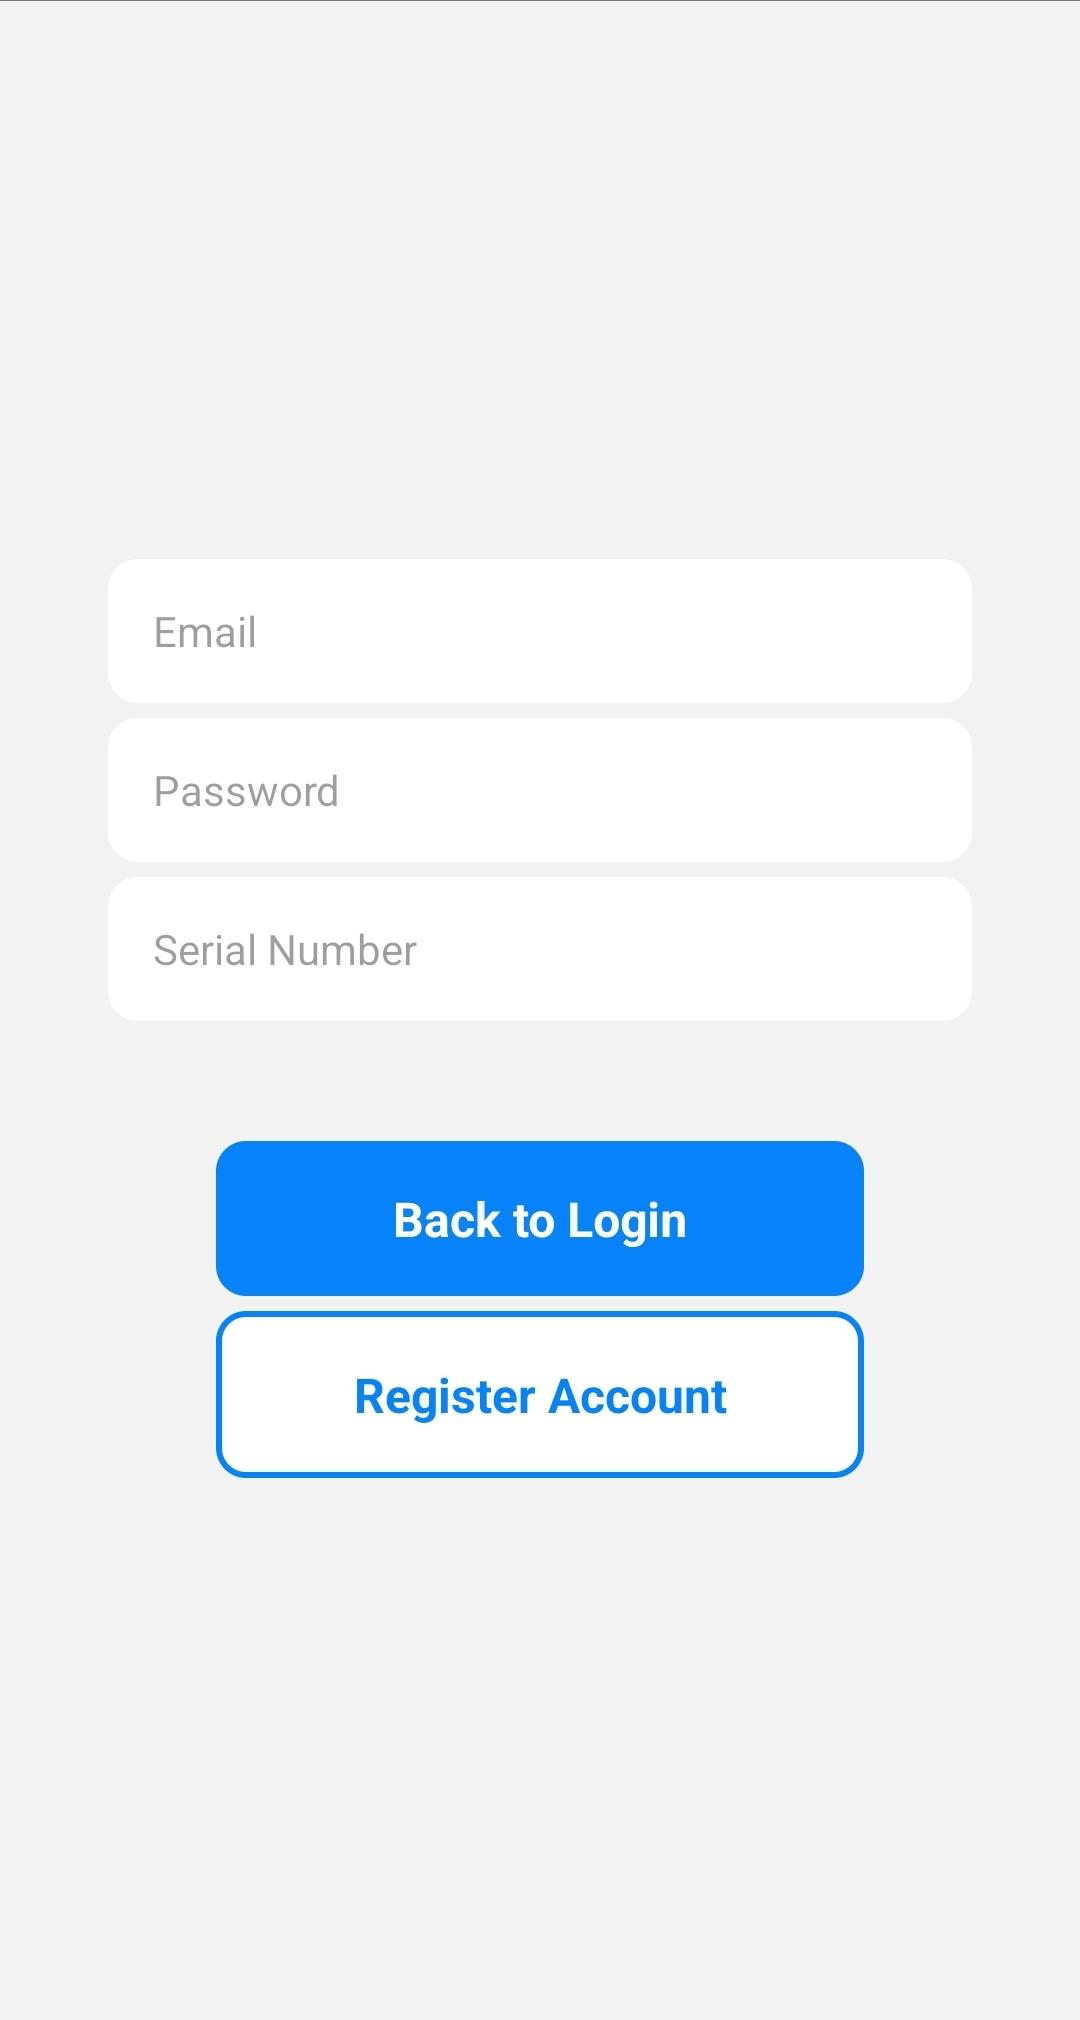 Email
Password
Serial Number
Back to Login
Register Account